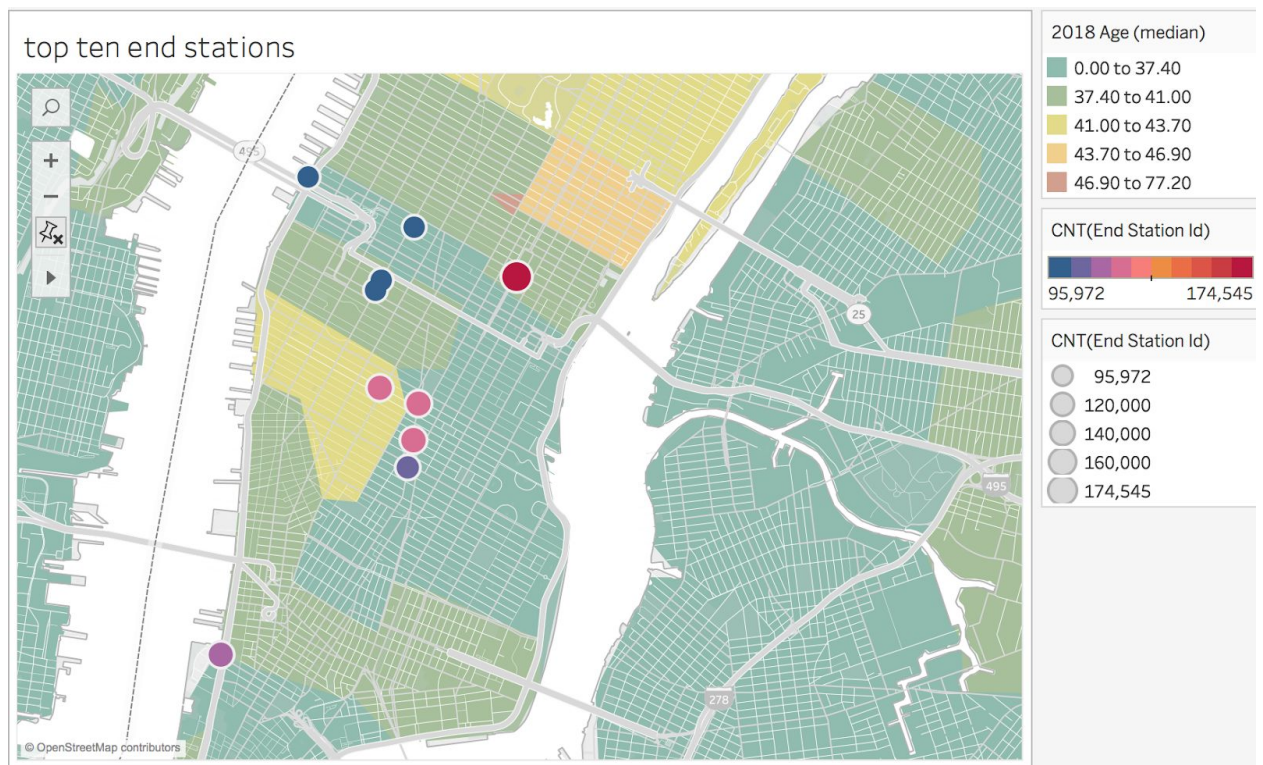 top ten end stations
495
25
495
278
© OpenStreetMap contributors
2018 Age (median)
0.00 to 37.40
37.40 to 41.00
41.00 to 43.70
43.70 to 46.90
46.90 to 77.20
CNT(End Station Id)
95,972 174,545
CNT(End Station Id)
95,972
120,000
140,000
160,000
174,545